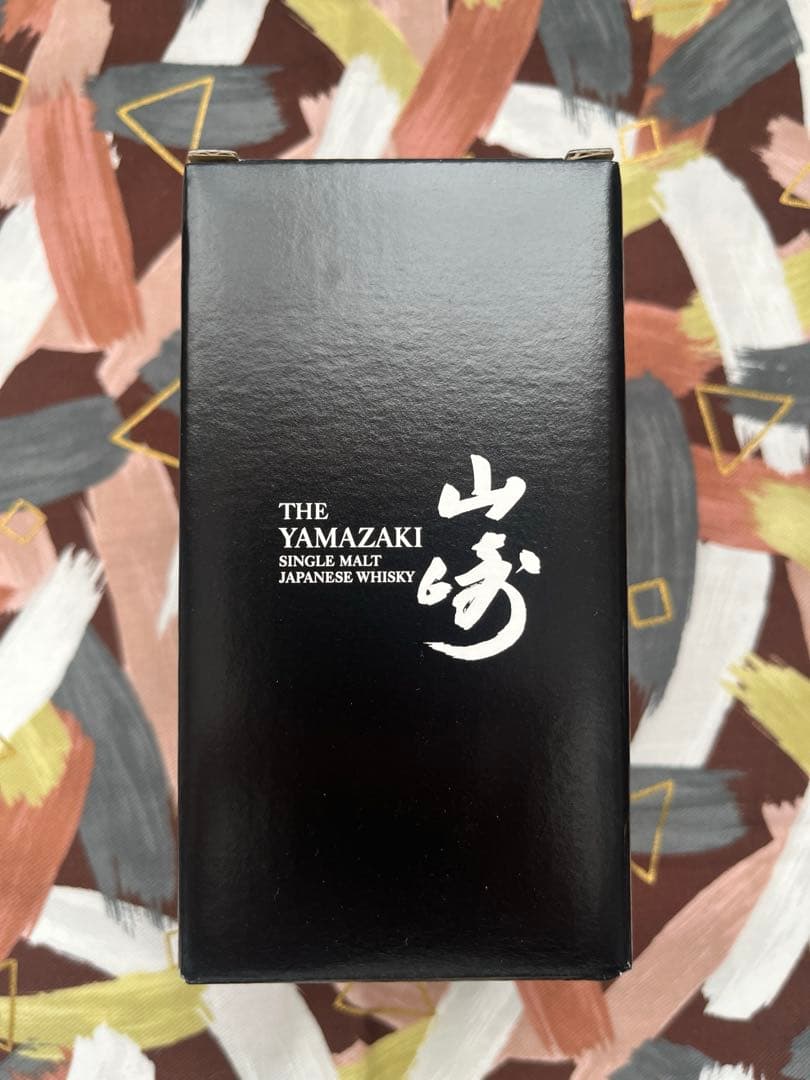 THE
YAMAZAKI
SINGLE MALT
JAPANESE WHISKY
山崎